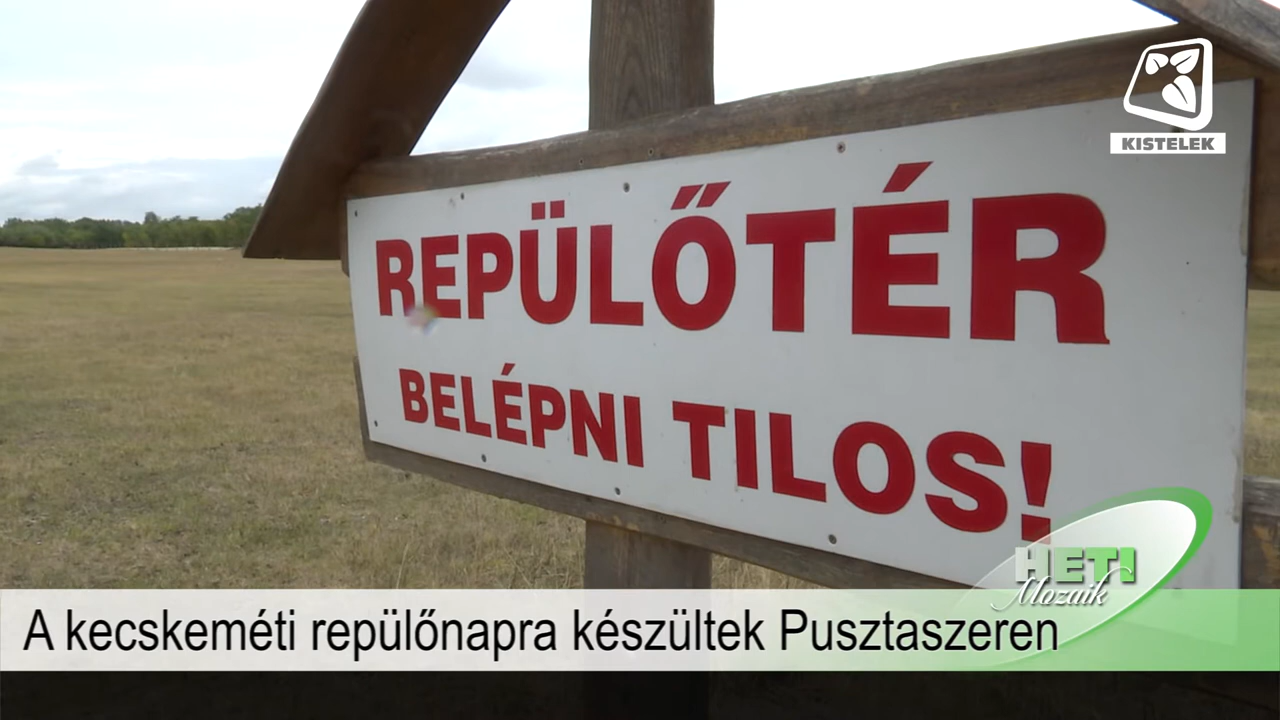 KISTELEK
REPÜLŐTÉR
BELÉPNI TILOS!
HETI
Mozaik
A kecskeméti repülőnapra készültek Pusztaszeren